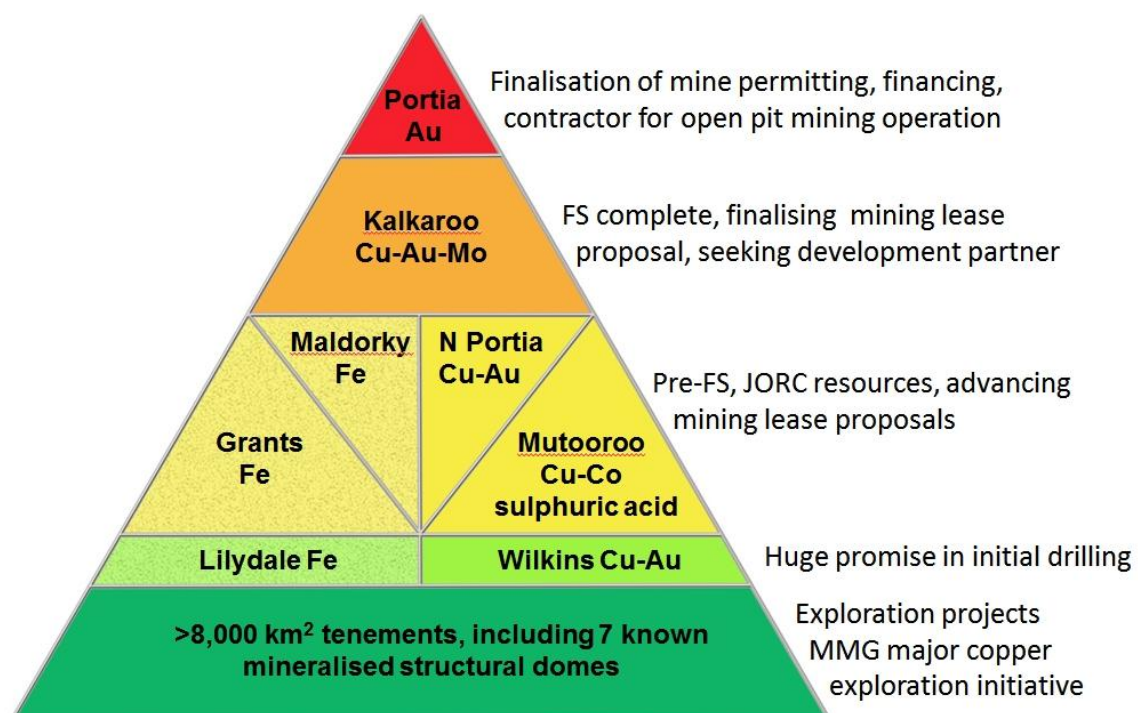 Portia
Au
Finalisation of mine permitting, financing,
contractor for open pit mining operation
Kalkaroo
Cu-Au-Mo
FS complete, finalising mining lease
proposal, seeking development partner
Maldorky
Fe
N Portia
Cu-Au
Grants
Fe
Mutooroo
Cu-Co
sulphuric acid
Pre-FS, JORC resources, advancing
mining lease proposals
Lilydale Fe
Wilkins Cu-Au
Huge promise in initial drilling
>8,000 km² tenements, including 7 known
mineralised structural domes
Exploration projects
MMG major copper
exploration initiative